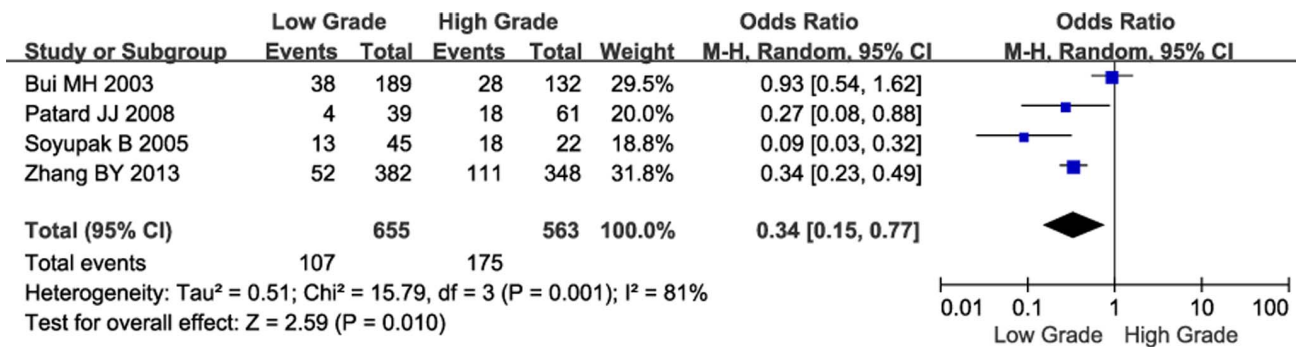 Low Grade High Grade Odds Ratio Odds Ratio
Study or Subgroup Events Total Events Total Weight M-H, Random, 95% CI M-H, Random, 95% CI
Bui MH 2003 38 189 28 132 29.5% 0.93 [0.54, 1.62]
Patard JJ 2008 4 39 18 61 20.0% 0.27 [0.08, 0.88]
Soyupak B 2005 13 45 18 22 18.8% 0.09 [0.03, 0.32]
Zhang BY 2013 52 382 111 348 31.8% 0.34 [0.23, 0.49]
Total (95% CI) 655 563 100.0% 0.34 [0.15, 0.77]
Total events 107 175
Heterogeneity: Tau² = 0.51; Chi² = 15.79, df = 3 (P = 0.001); I² = 81%
Test for overall effect: Z = 2.59 (P = 0.010)
0.01 0.1 1 10 100
Low Grade High Grade